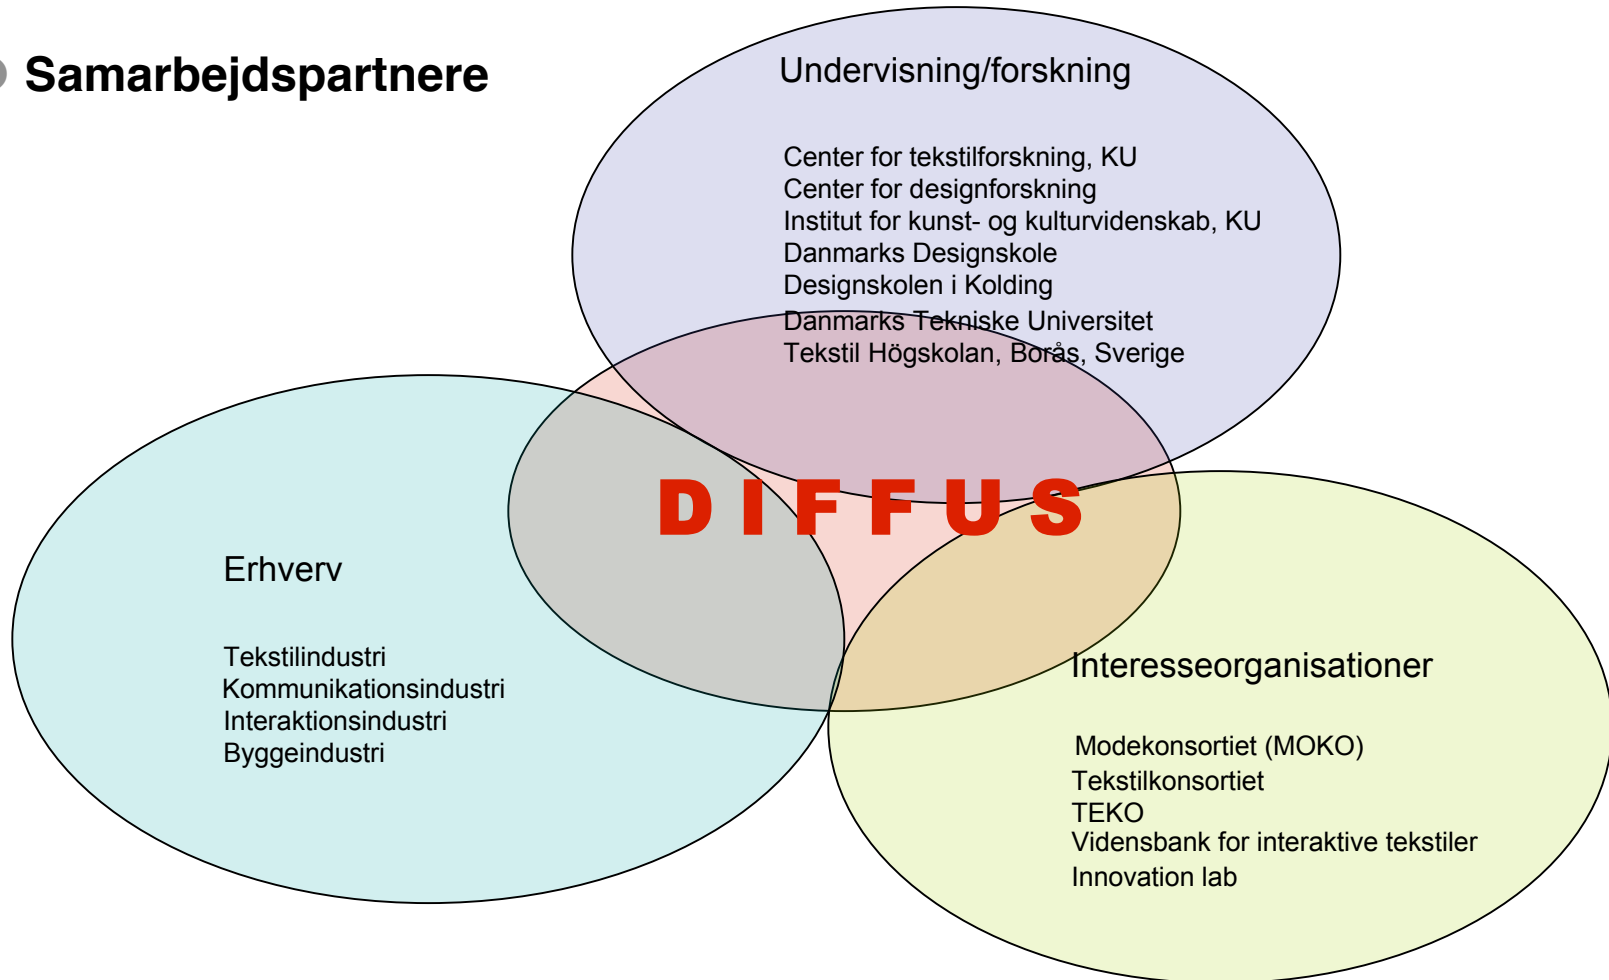 Samarbejdspartnere
Undervisning/forskning
Center for tekstilforskning, KU
Center for designforskning
Institut for kunst- og kulturvidenskab, KU
Danmarks Designskole
Designskolen i Kolding
Danmarks Tekniske Universitet
Tekstil Högskolan, Borås, Sverige
DIFFUS
Erhverv
Tekstilindustri
Kommunikationsindustri
Interaktionsindustri
Byggeindustri
Interesseorganisationer
Modekonsortiet (MOKO)
Tekstilkonsortiet
TEKO
Vidensbank for interaktive tekstiler
Innovation lab